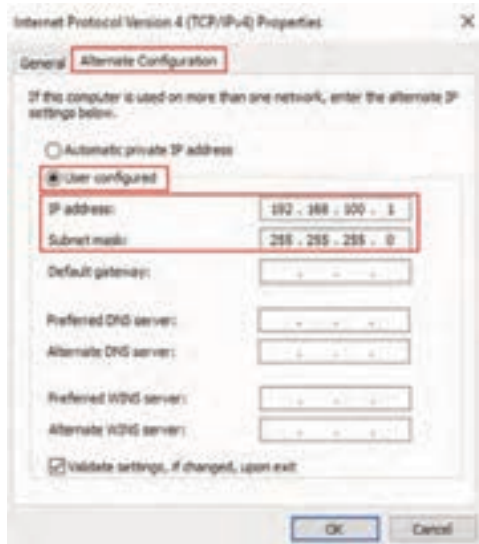 Internet Protocol Version 4 (TCP/IPv4) Properties
General Alternate Configuration
If this computer is used on more than one network, enter the alternate IP
settings below.
Automatic private IP address
User configured
IP address: 192 . 168 . 100 . 1
Subnet mask: 255 . 255 . 255 . 0
Default gateway: . . .
Preferred DNS server: . . .
Alternate DNS server: . . .
Preferred WINS server: . . .
Alternate WINS server: . . .
Validate settings, if changed, upon exit
OK Cancel